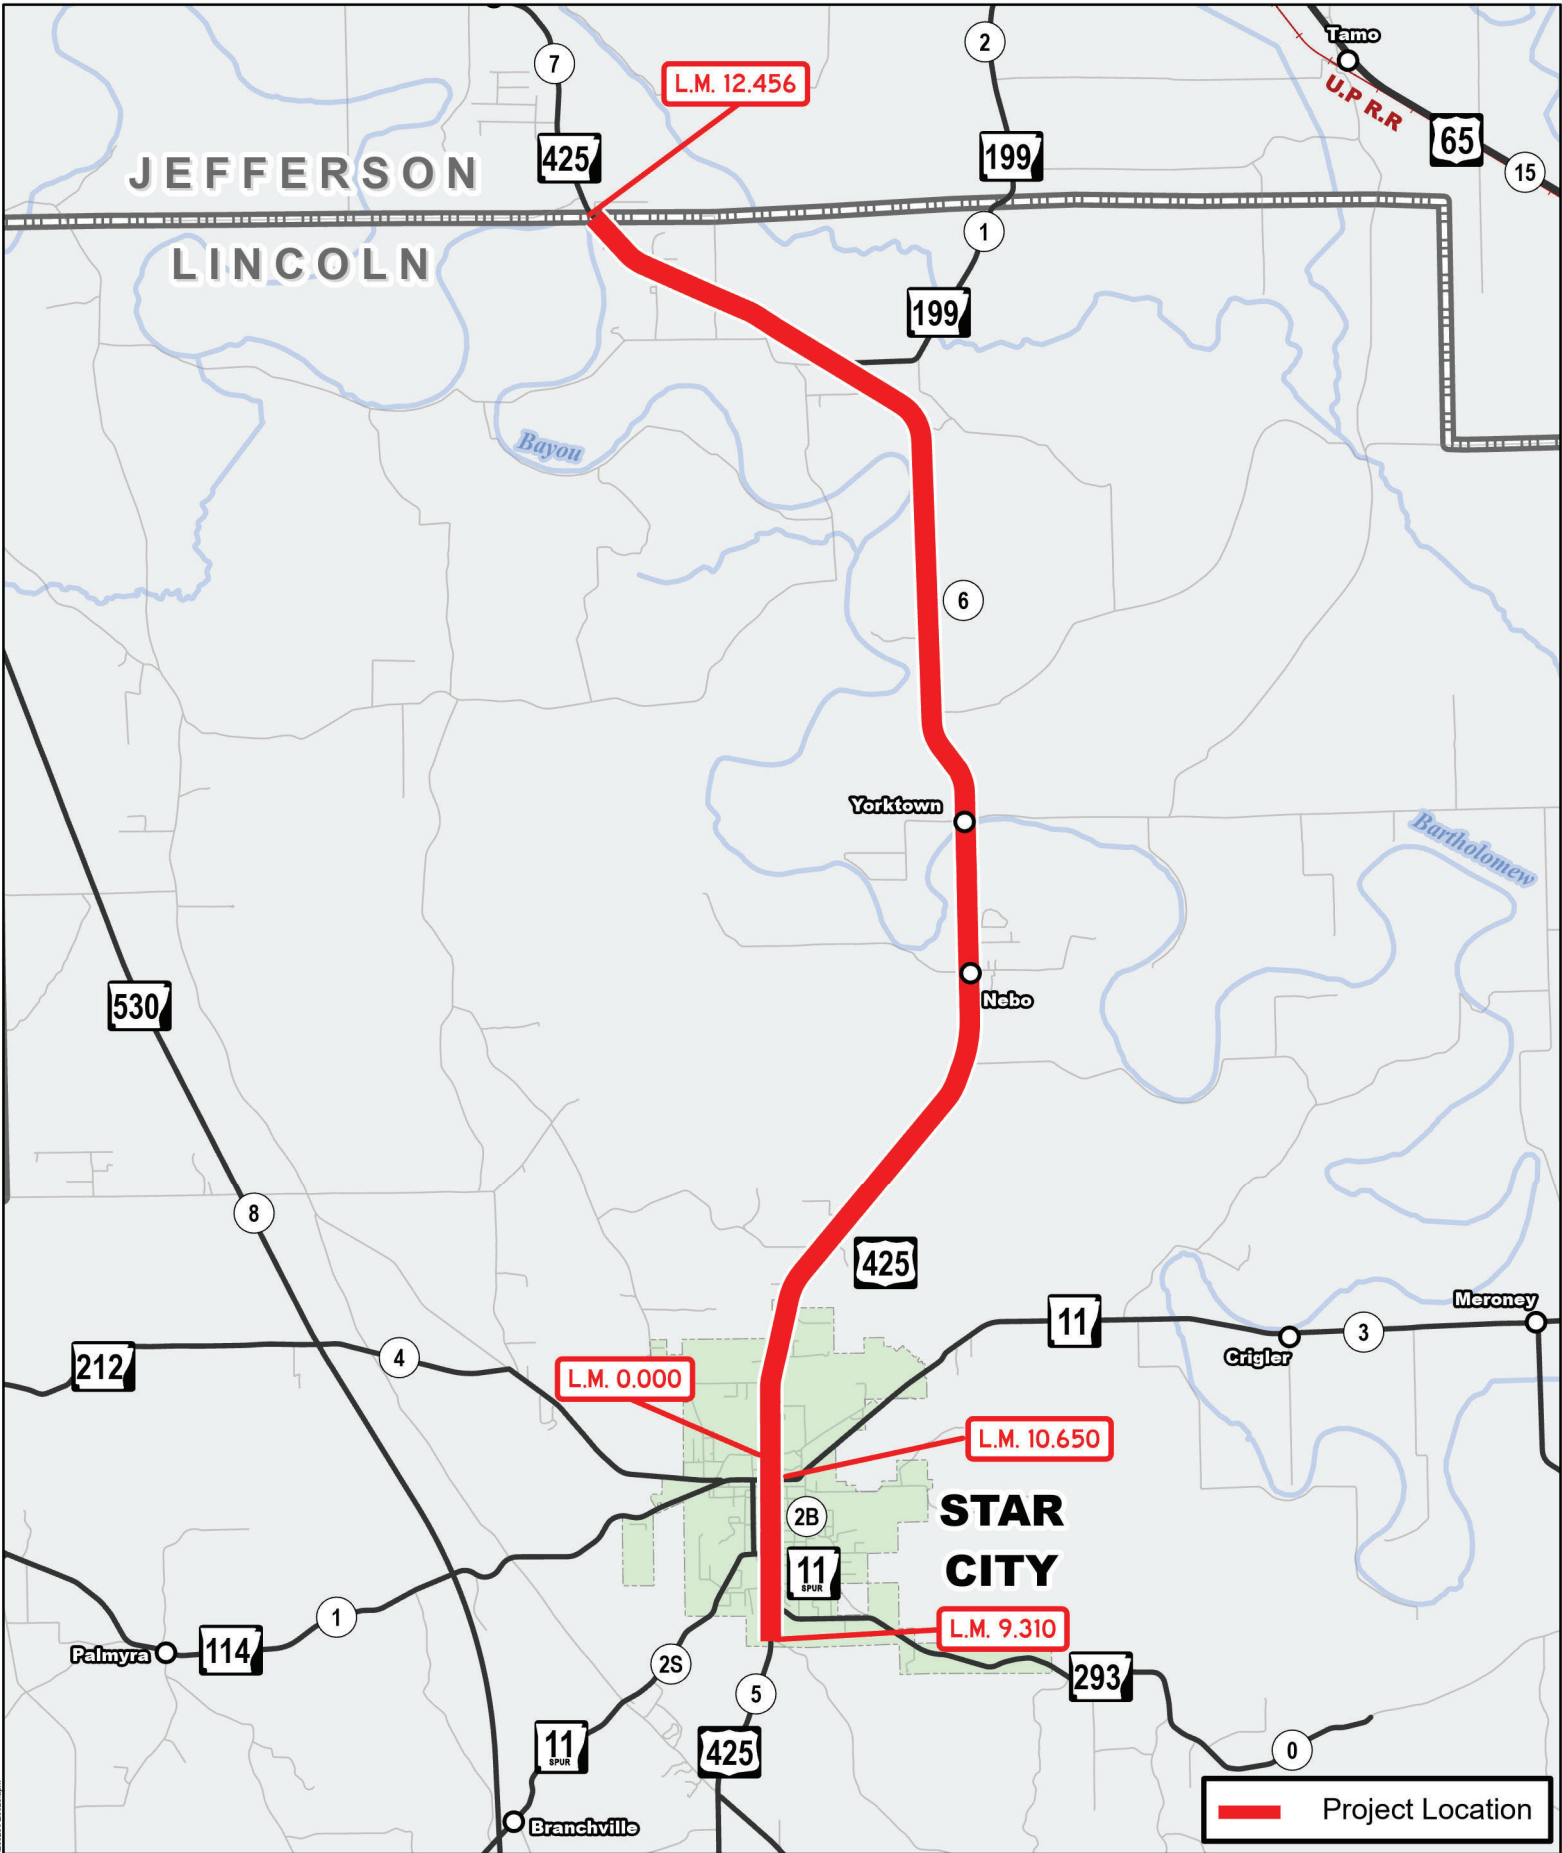 Tamo
2
7
L.M. 12.456
U.P R.R
65
425
199
15
JEFFERSON
1
LINCOLN
199
Bayou
6
Yorktown
Bartholomew
Nebo
530
8
425
Meroney
11
3
212
4
Crigler
L.M. 0.000
L.M. 10.650
STAR
CITY
2B
11
SPUR
1
L.M. 9.310
Palmyra
114
2S
293
5
11
SPUR
425
0
Project Location
Branchville